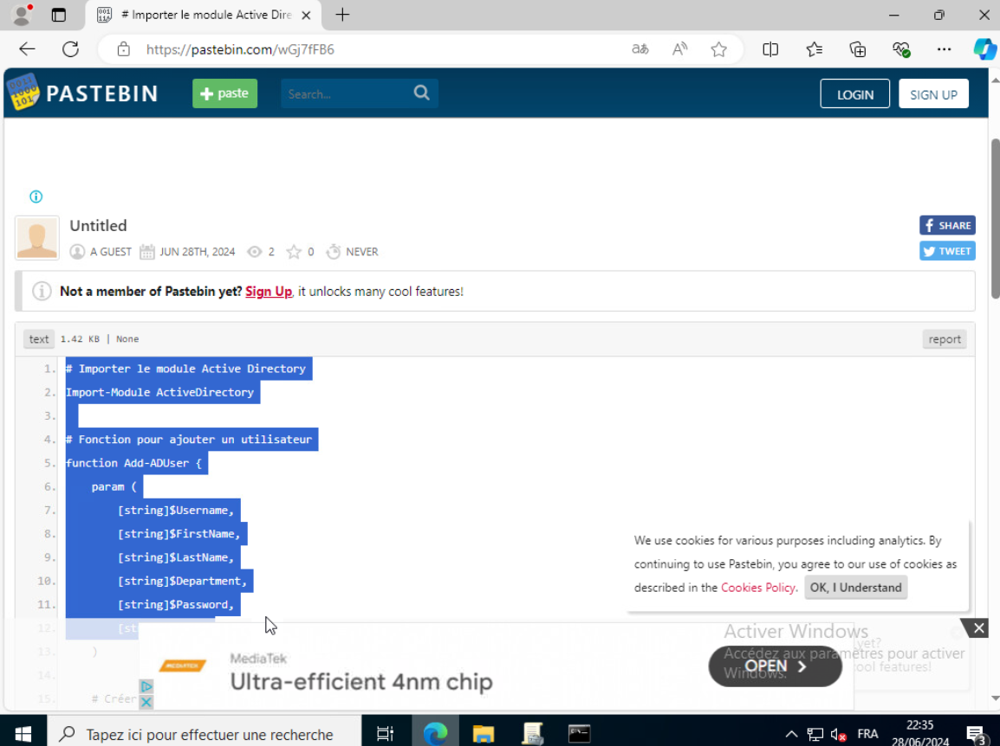 # Importer le module Active Dire
https://pastebin.com/wGj7fFB6
PASTEBIN
+ paste
Search...
LOGIN
SIGN UP
Untitled
A GUEST JUN 28TH, 2024 2 0 NEVER
SHARE
TWEET
Not a member of Pastebin yet? Sign Up, it unlocks many cool features!
text 1.42 KB | None report
1. # Importer le module Active Directory
2. Import-Module ActiveDirectory
3.
4. # Fonction pour ajouter un utilisateur
5. function Add-ADUser {
6. param (
7. [string]$Username,
8. [string]$FirstName,
9. [string]$LastName,
10. [string]$Department,
11. [string]$Password,
12. [st
13. )
14.
15. # Créer
We use cookies for various purposes including analytics. By
continuing to use Pastebin, you agree to our use of cookies as
described in the Cookies Policy. OK, I Understand
MediaTek
Ultra-efficient 4nm chip
OPEN
Activer Windows
Accédez aux paramètres pour activer
Windows.
yet?
cool features!
Tapez ici pour effectuer une recherche
FRA
22:35
28/06/2024
3